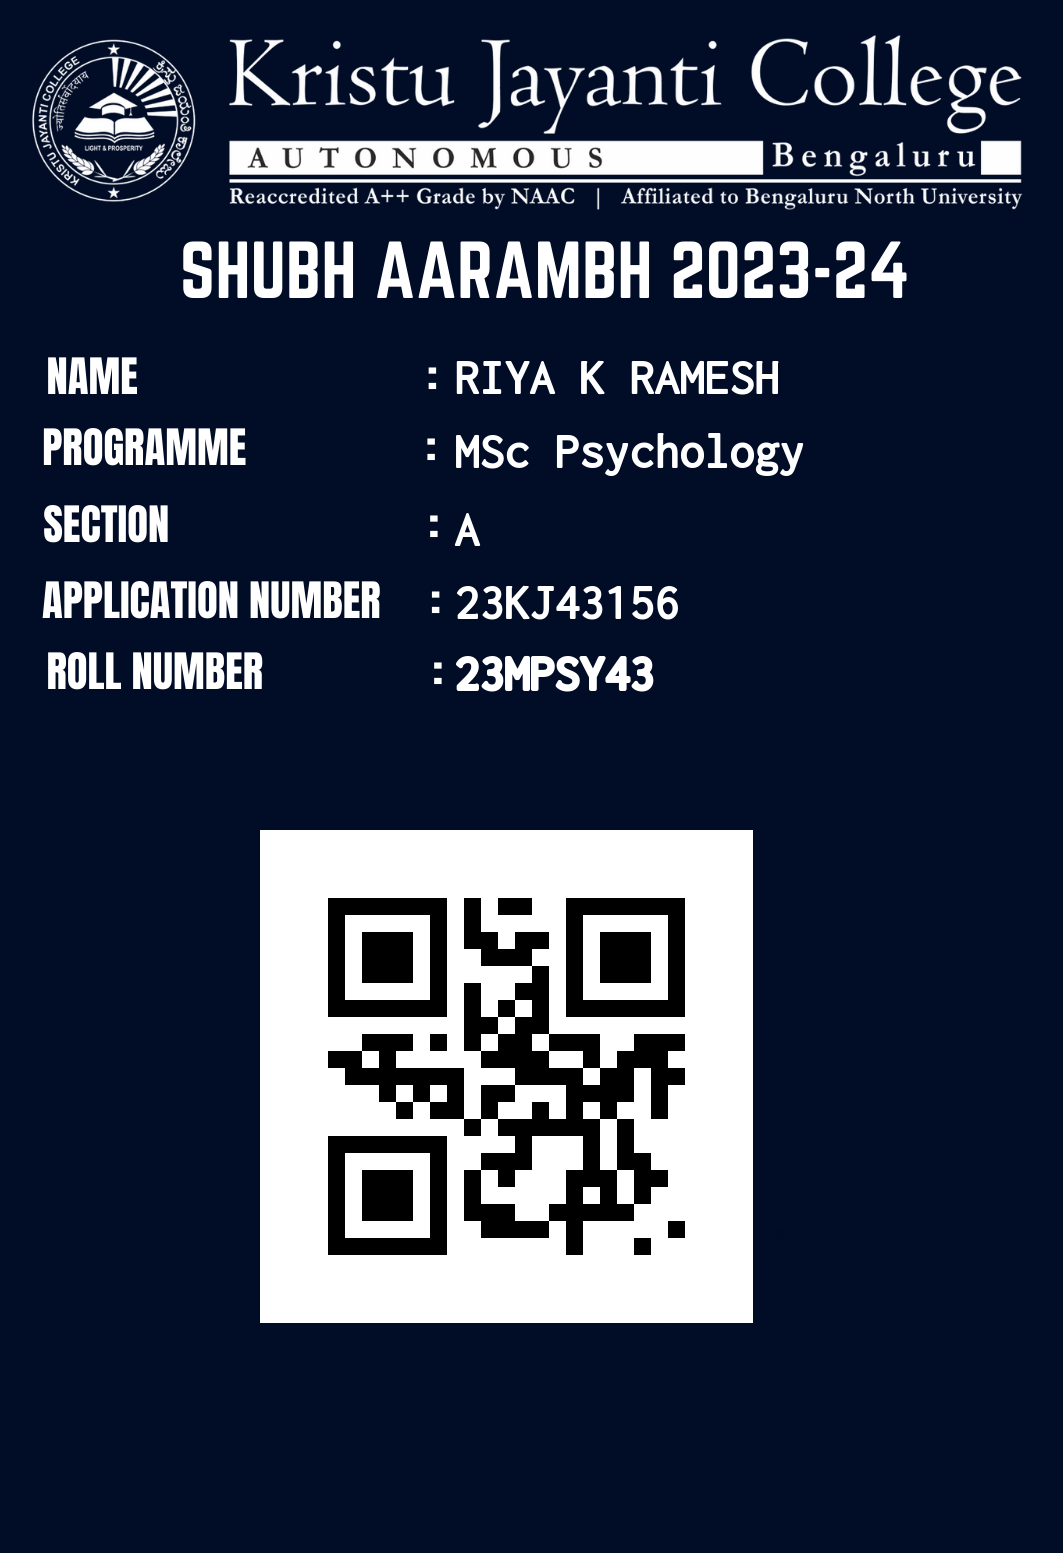 Kristu Jayanti College
AUTONOMOUS Bengaluru
Reaccredited A++ Grade by NAAC | Affiliated to Bengaluru North University
KRISTU JAYANTI COLLEGE
LIGHT & PROSPERITY
SHUBH AARAMBH 2023-24
NAME : RIYA K RAMESH
PROGRAMME : MSc Psychology
SECTION : A
APPLICATION NUMBER : 23KJ43156
ROLL NUMBER : 23MPSY43